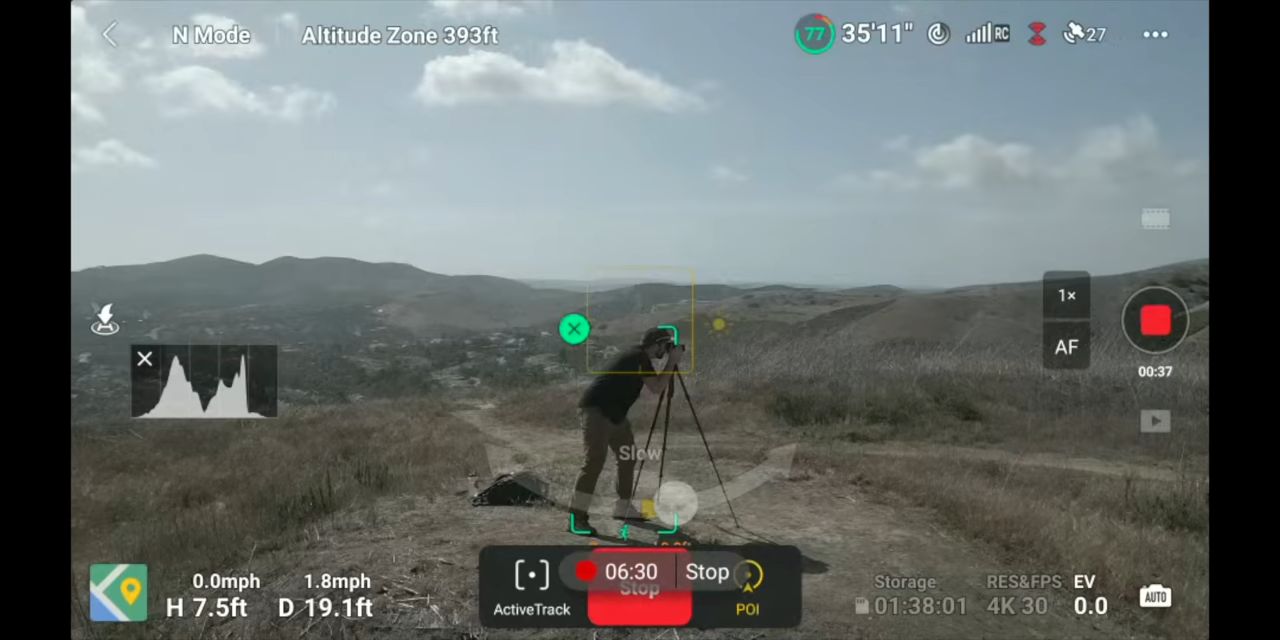 N Mode
Altitude Zone 393ft
77
35'11"
RC
27
1×
AF
00:37
Slow
0.0mph
1.8mph
H 7.5ft
D 19.1ft
ActiveTrack
06:30
Stop
Stop
POI
Storage
01:38:01
RES&FPS
4K 30
EV
0.0
AUTO